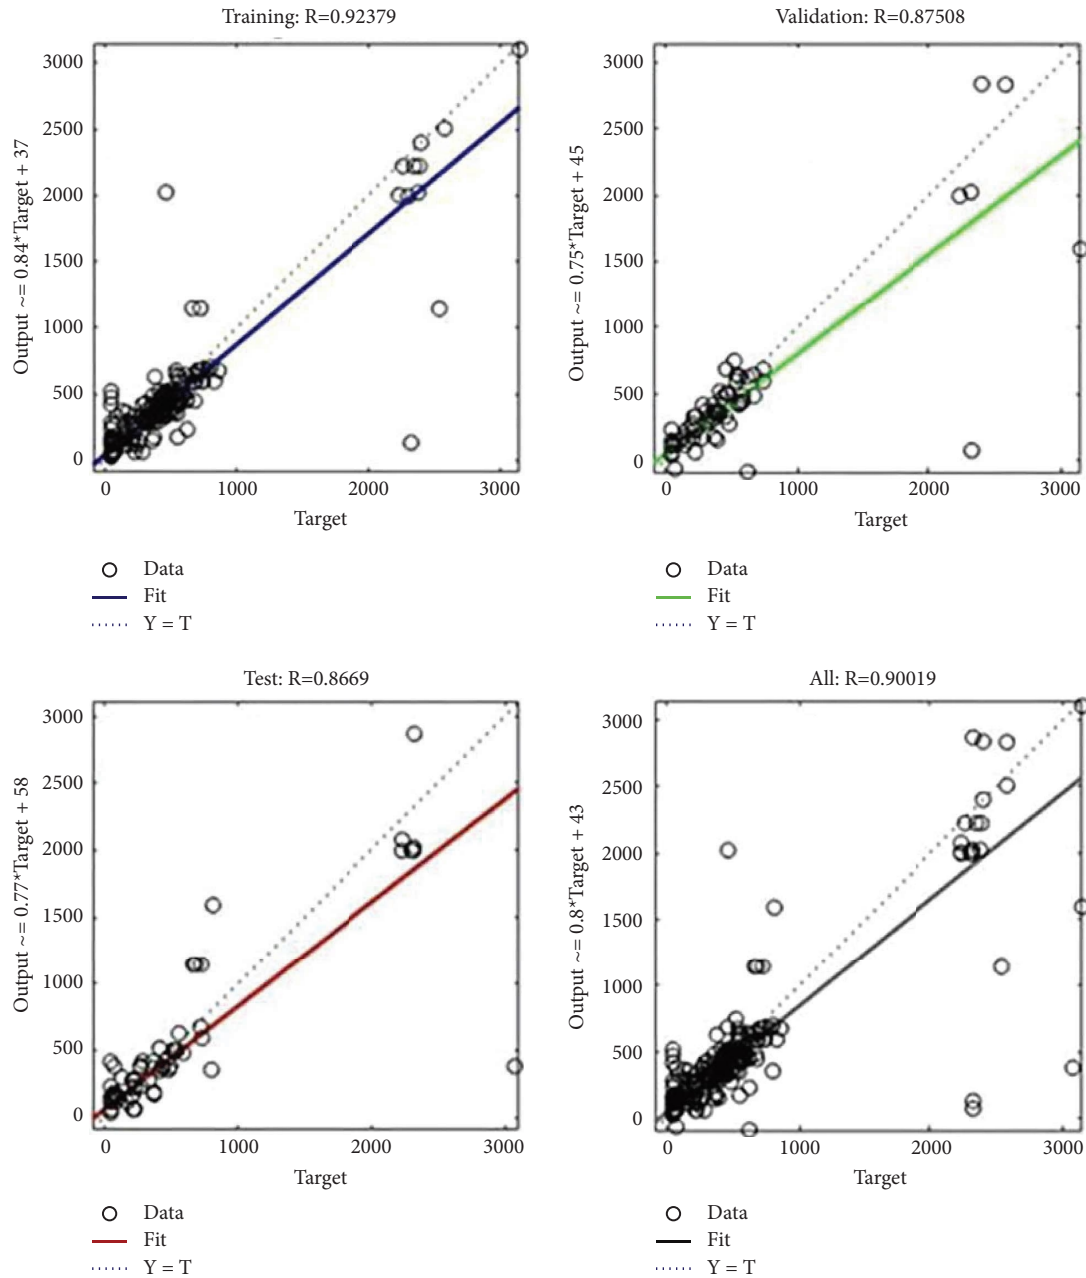 Training: R=0.92379
Output ~= 0.84*Target + 37
3000
2500
2000
1500
1000
500
0
0 1000 2000 3000
Target
Data
Fit
Y = T
Validation: R=0.87508
Output ~= 0.75*Target + 45
3000
2500
2000
1500
1000
500
0
0 1000 2000 3000
Target
Data
Fit
Y = T
Test: R=0.8669
Output ~= 0.77*Target + 58
3000
2500
2000
1500
1000
500
0
0 1000 2000 3000
Target
Data
Fit
Y = T
All: R=0.90019
Output ~= 0.8*Target + 43
3000
2500
2000
1500
1000
500
0
0 1000 2000 3000
Target
Data
Fit
Y = T